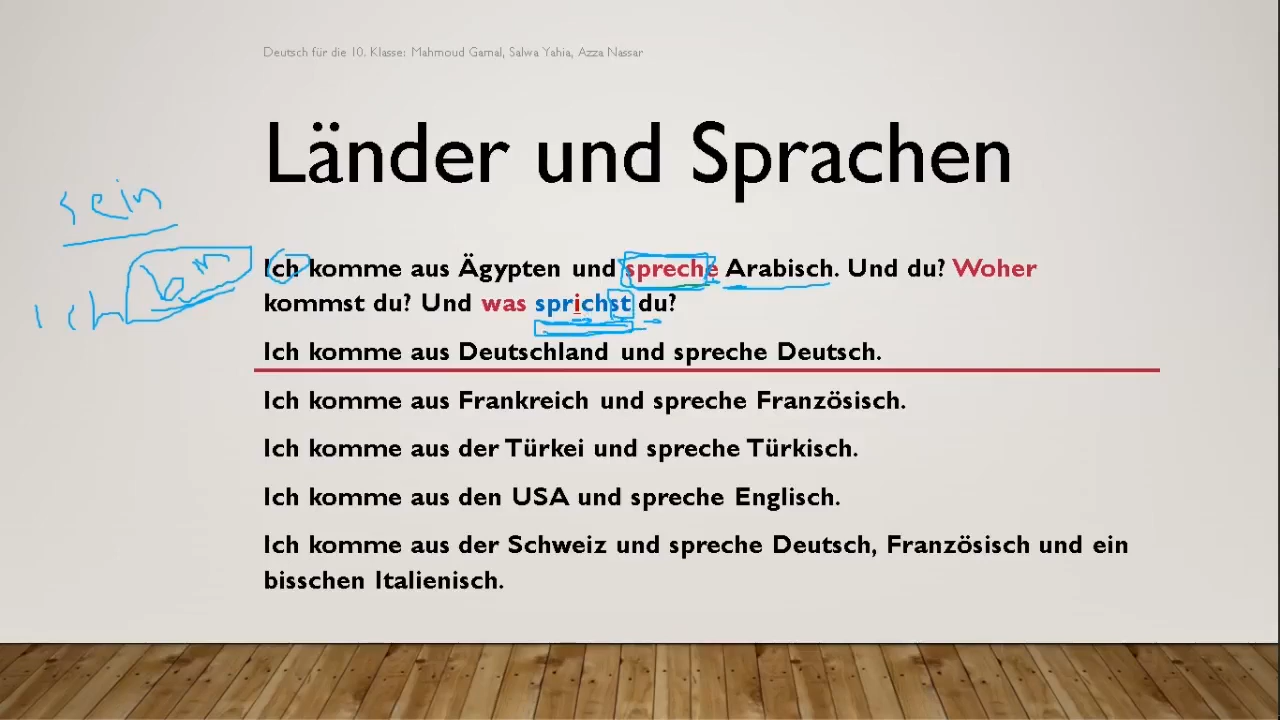 Deutsch für die 10. Klasse: Mahmoud Gamal, Salwa Yahia, Azza Nassar
Länder und Sprachen
sein
Ich bin
Ich komme aus Ägypten und spreche Arabisch. Und du? Woher
kommst du? Und was sprichst du?
Ich komme aus Deutschland und spreche Deutsch.
Ich komme aus Frankreich und spreche Französisch.
Ich komme aus der Türkei und spreche Türkisch.
Ich komme aus den USA und spreche Englisch.
Ich komme aus der Schweiz und spreche Deutsch, Französisch und ein
bisschen Italienisch.